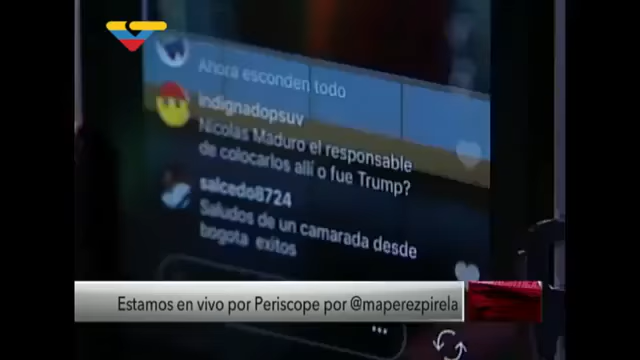 Ahora esconden todo
indignadopsuv
Nicolas Maduro el responsable
de colocarlos allí o fue Trump?
salcedo8724
Saludos de un camarada desde
bogota exitos
Estamos en vivo por Periscope por @maperezpirela